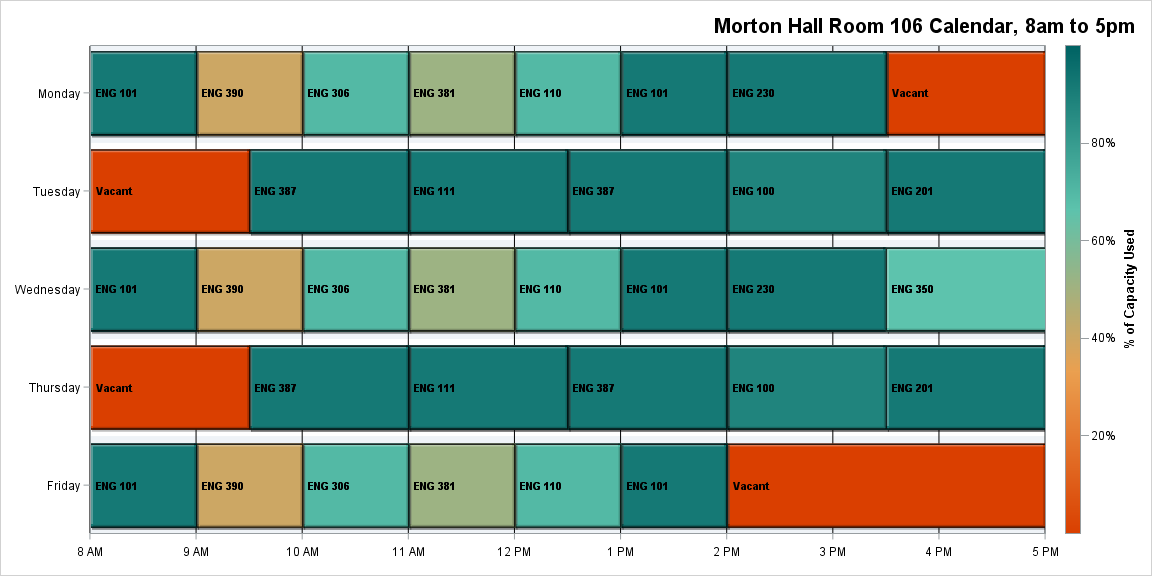 Morton Hall Room 106 Calendar, 8am to 5pm
Monday
ENG 101
ENG 390
ENG 306
ENG 381
ENG 110
ENG 101
ENG 230
Vacant
Tuesday
Vacant
ENG 387
ENG 111
ENG 387
ENG 100
ENG 201
Wednesday
ENG 101
ENG 390
ENG 306
ENG 381
ENG 110
ENG 101
ENG 230
ENG 350
Thursday
Vacant
ENG 387
ENG 111
ENG 387
ENG 100
ENG 201
Friday
ENG 101
ENG 390
ENG 306
ENG 381
ENG 110
ENG 101
Vacant
8 AM
9 AM
10 AM
11 AM
12 PM
1 PM
2 PM
3 PM
4 PM
5 PM
80%
60%
40%
20%
% of Capacity Used